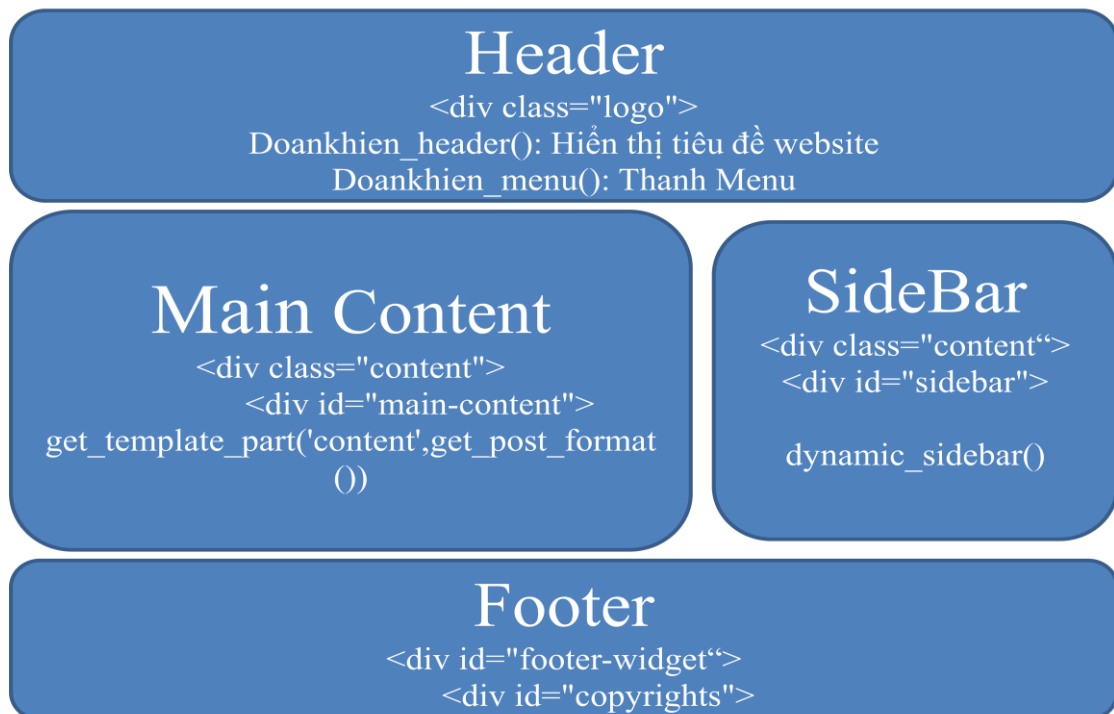 Header
<div class="logo">
Doankhien_header(): Hiển thị tiêu đề website
Doankhien_menu(): Thanh Menu
Main Content
<div class="content">
<div id="main-content">
get_template_part('content',get_post_format
())
SideBar
<div class="content“>
<div id="sidebar">
dynamic_sidebar()
Footer
<div id="footer-widget“>
<div id="copyrights">